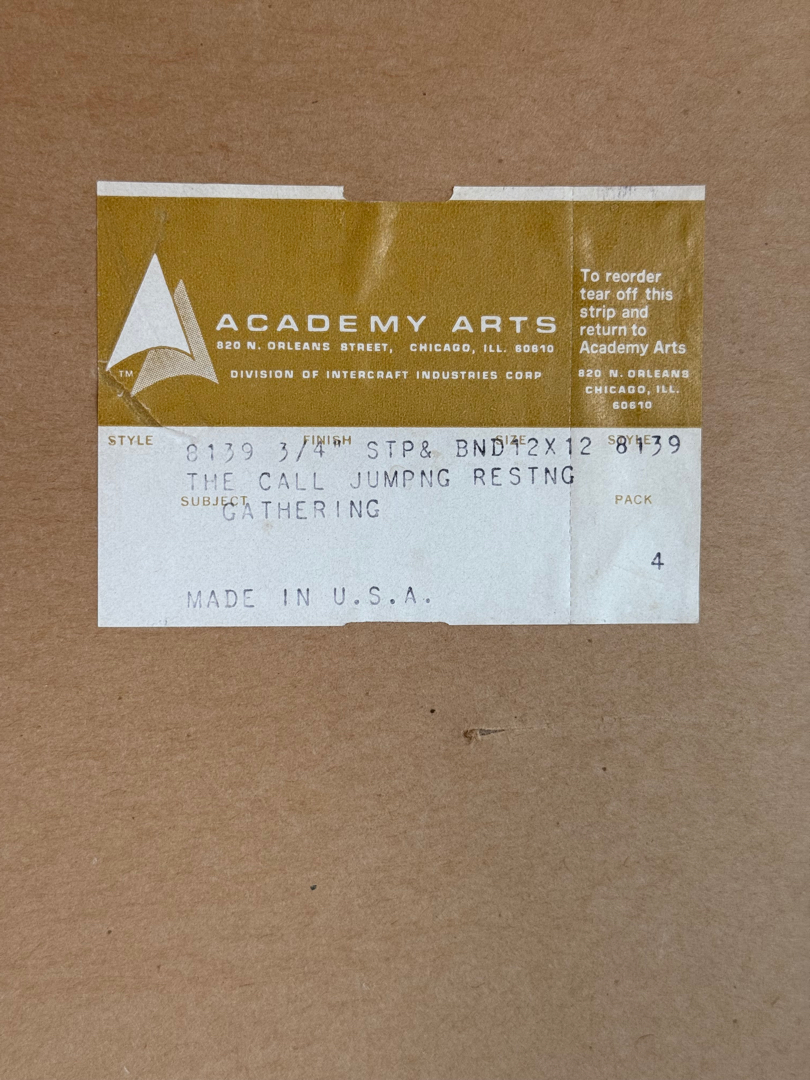 ACADEMY ARTS
820 N. ORLEANS STREET, CHICAGO, ILL. 60610
DIVISION OF INTERCRAFT INDUSTRIES CORP
TM
To reorder
tear off this
strip and
return to
Academy Arts
820 N. ORLEANS
CHICAGO, ILL.
60610
STYLE FINISH SIZE STYLE
8139 3/4" STP& BND12X12 8139
THE CALL JUMPNG RESTNG
SUBJECT PACK
GATHERING
4
MADE IN U.S.A.